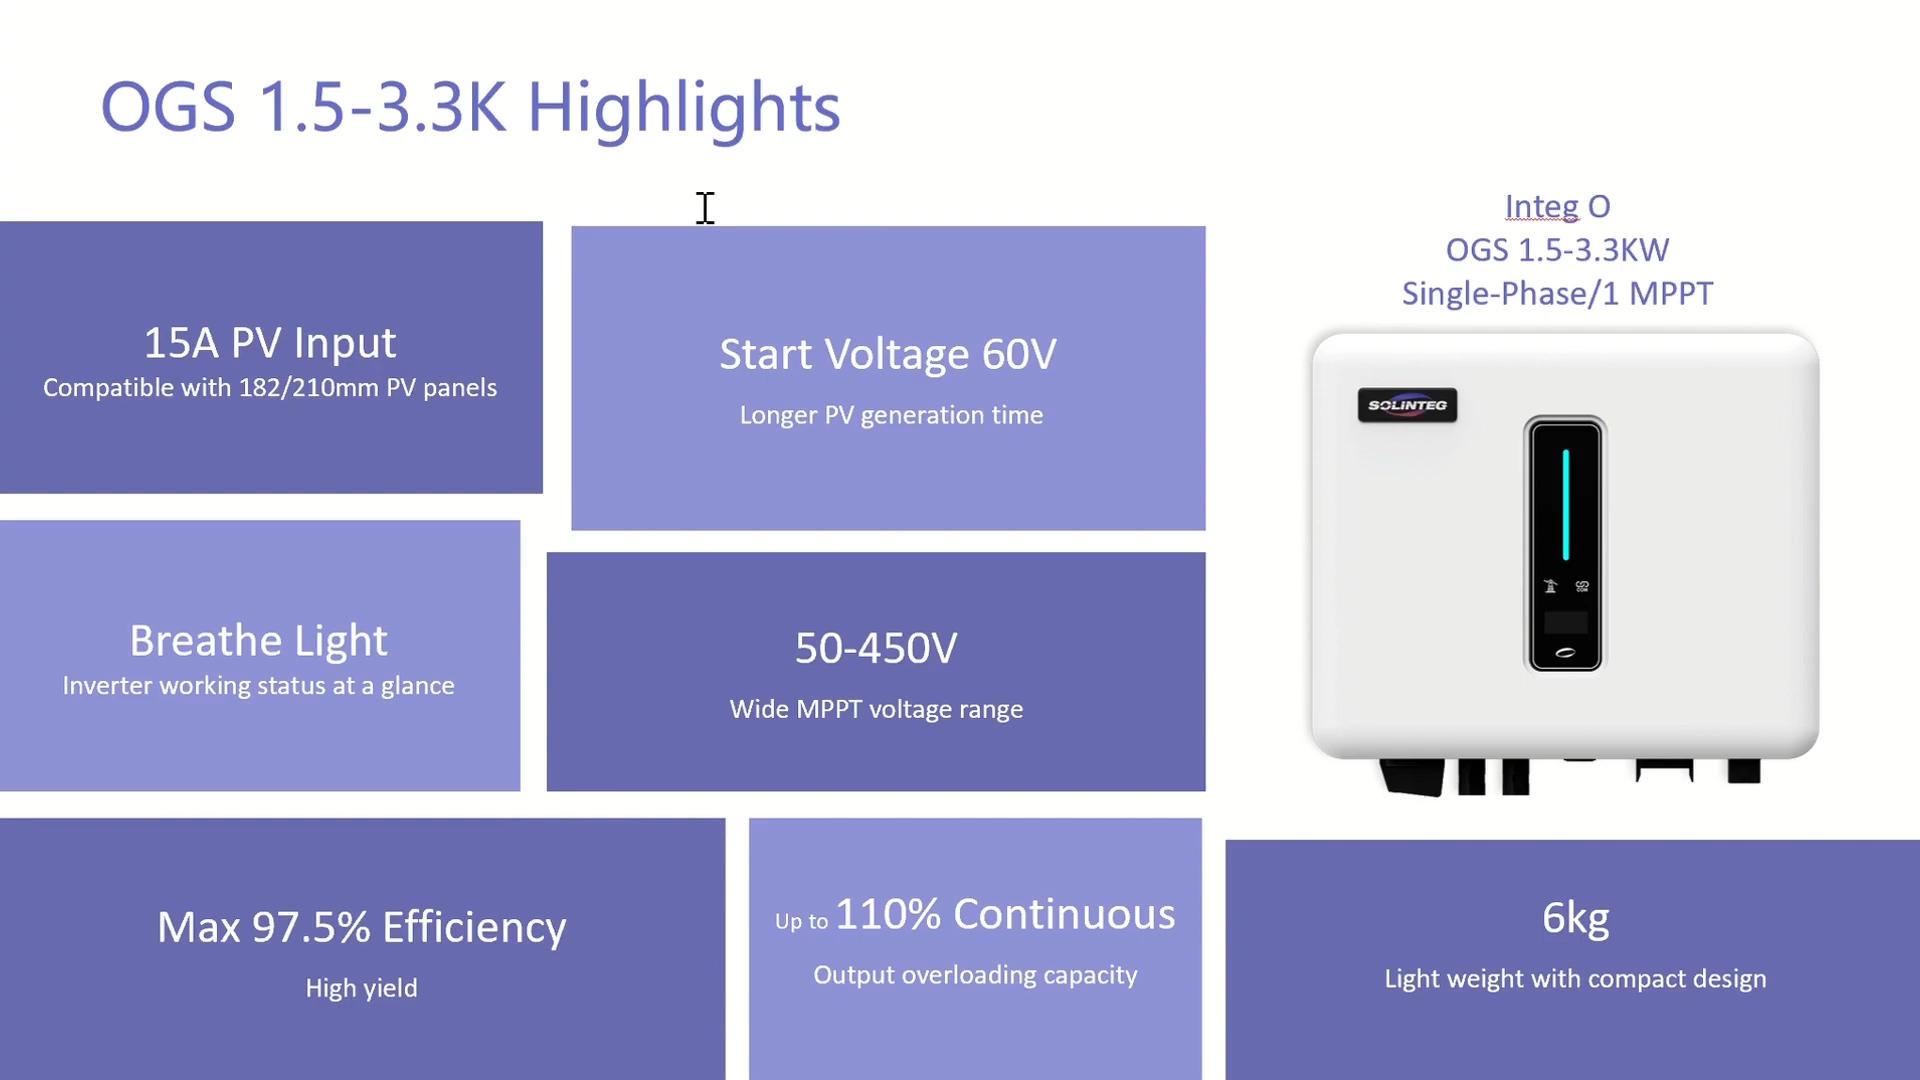 OGS 1.5-3.3K Highlights
Integ O
OGS 1.5-3.3KW
Single-Phase/1 MPPT
15A PV Input
Compatible with 182/210mm PV panels
Start Voltage 60V
Longer PV generation time
SOLINTEG
COM
Breathe Light
Inverter working status at a glance
50-450V
Wide MPPT voltage range
Max 97.5% Efficiency
High yield
Up to 110% Continuous
Output overloading capacity
6kg
Light weight with compact design